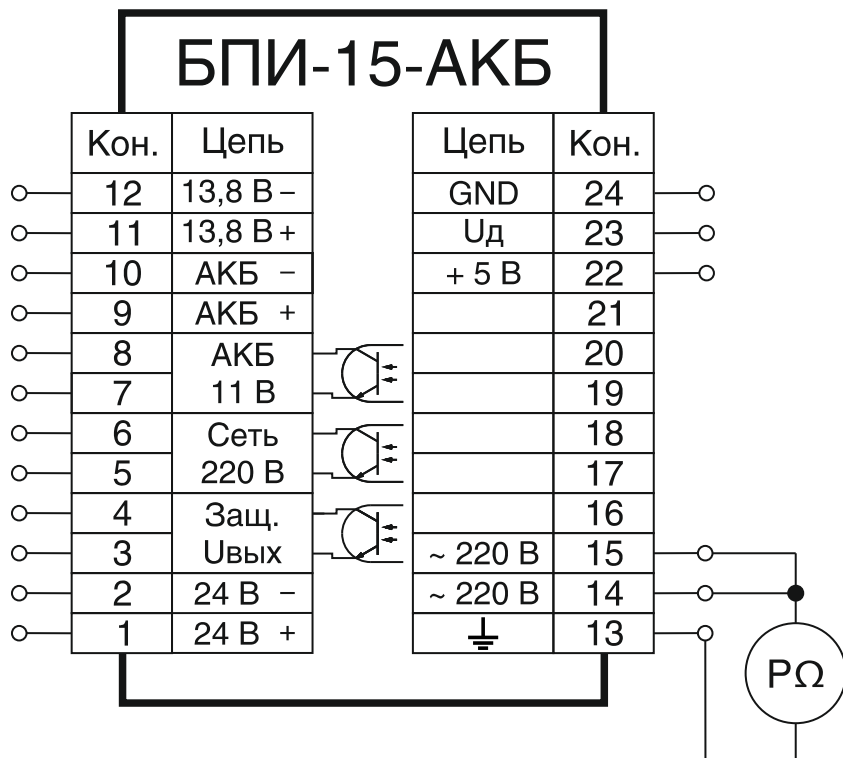 БПИ-15-АКБ
Кон. Цепь Цепь Кон.
12 13,8 В – GND 24
11 13,8 В + Uд 23
10 АКБ – + 5 В 22
9 АКБ + 21
8 АКБ 20
7 11 В 19
6 Сеть 18
5 220 В 17
4 Защ. 16
3 Uвых ~ 220 В 15
2 24 В – ~ 220 В 14
1 24 В + 13
PΩ